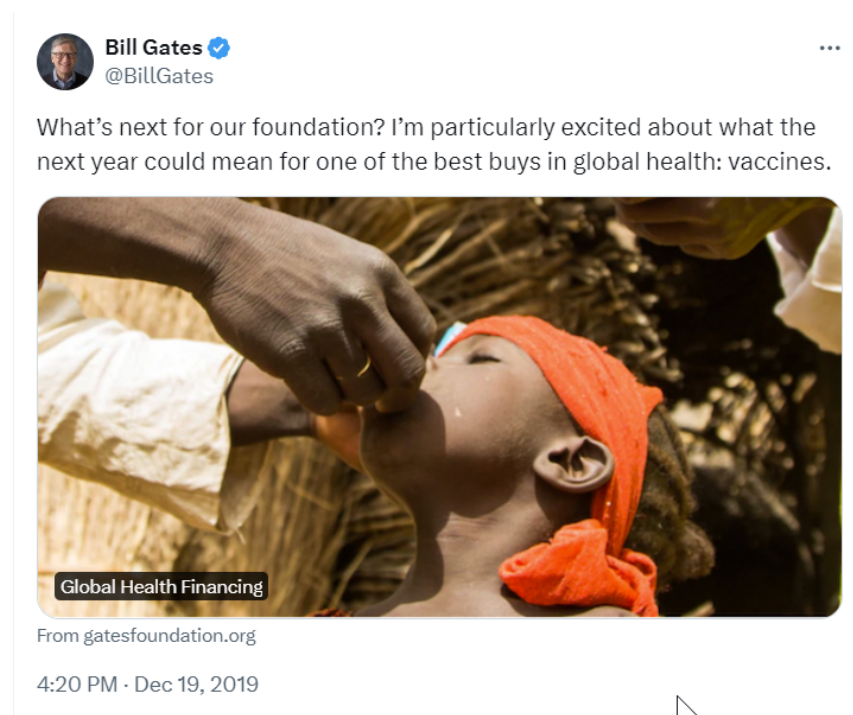 Bill Gates
@BillGates
What's next for our foundation? I'm particularly excited about what the
next year could mean for one of the best buys in global health: vaccines.
Global Health Financing
From gatesfoundation.org
4:20 PM · Dec 19, 2019